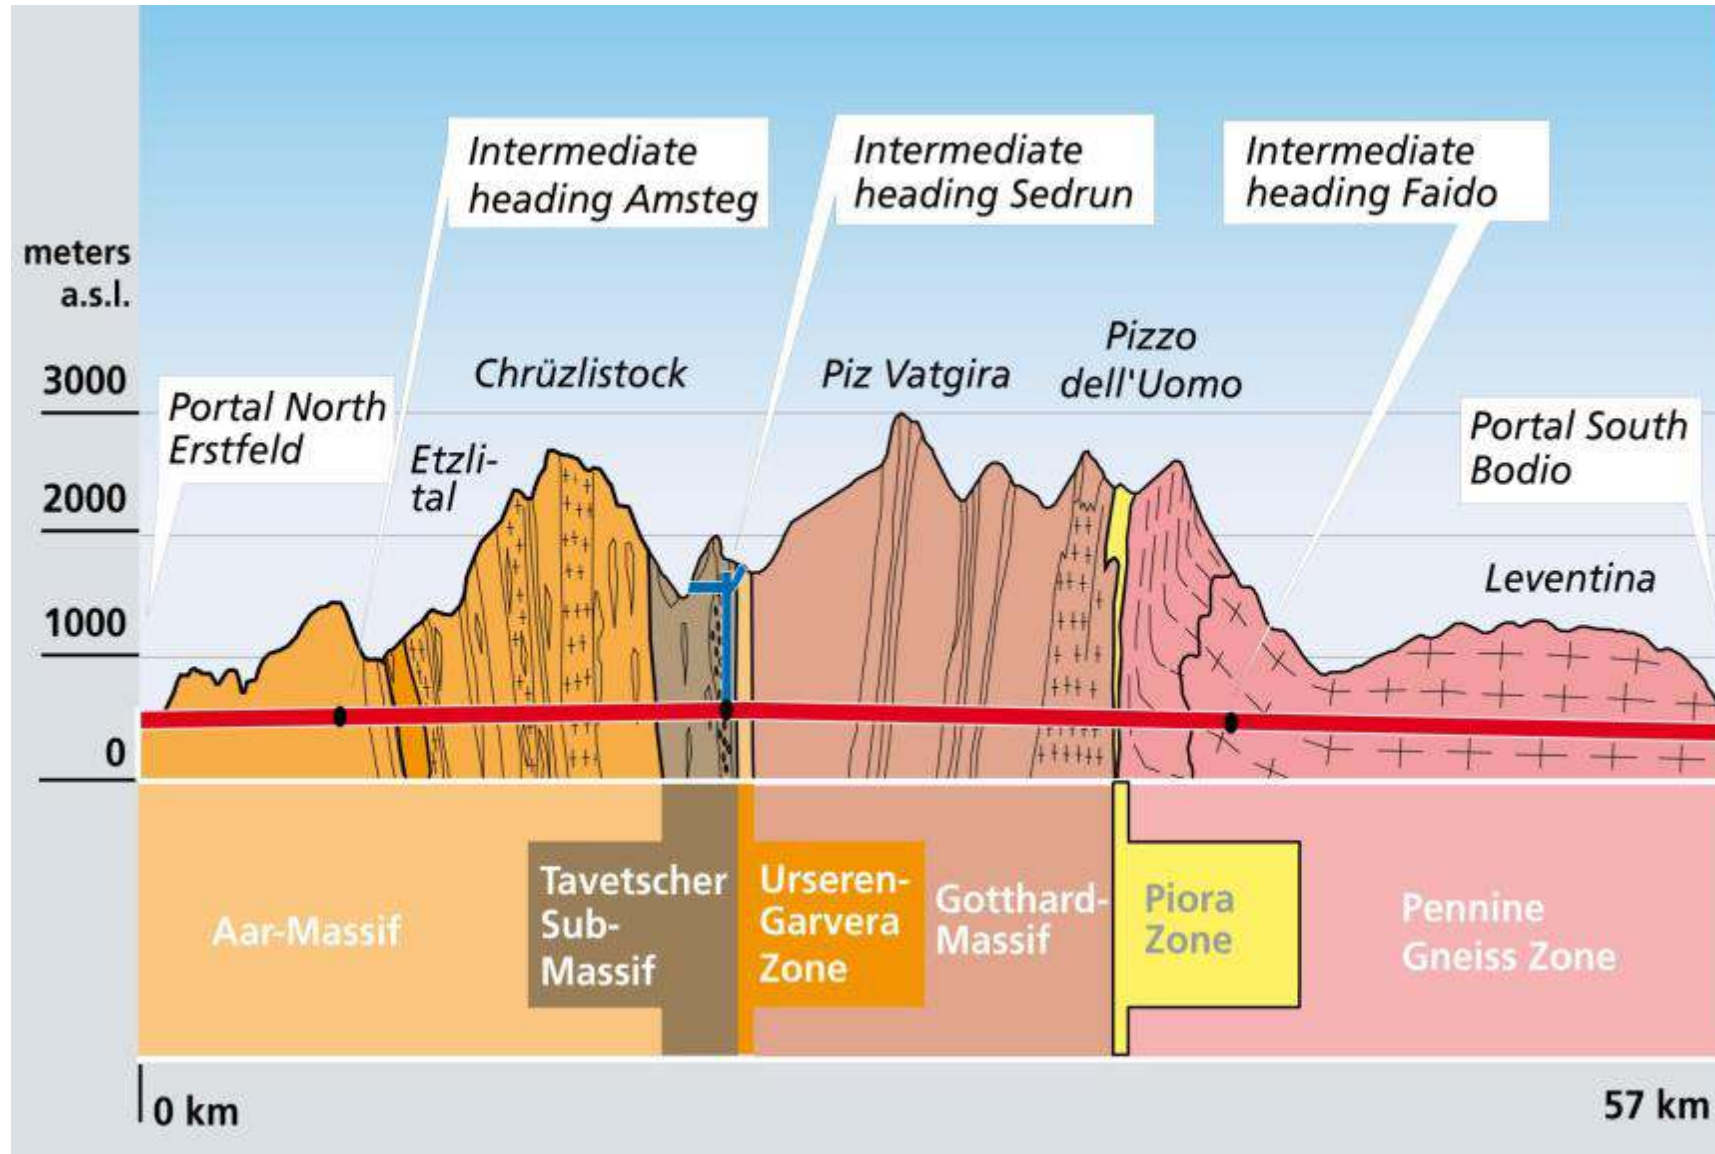 Intermediate
heading Amsteg
Intermediate
heading Sedrun
Intermediate
heading Faido
meters
a.s.l.
3000
2000
1000
0
Portal North
Erstfeld
Etzli-
tal
Chrüzlistock
Piz Vatgira
Pizzo
dell'Uomo
Portal South
Bodio
Leventina
Aar-Massif
Tavetscher
Sub-
Massif
Urseren-
Garvera
Zone
Gotthard-
Massif
Piora
Zone
Pennine
Gneiss Zone
0 km
57 km